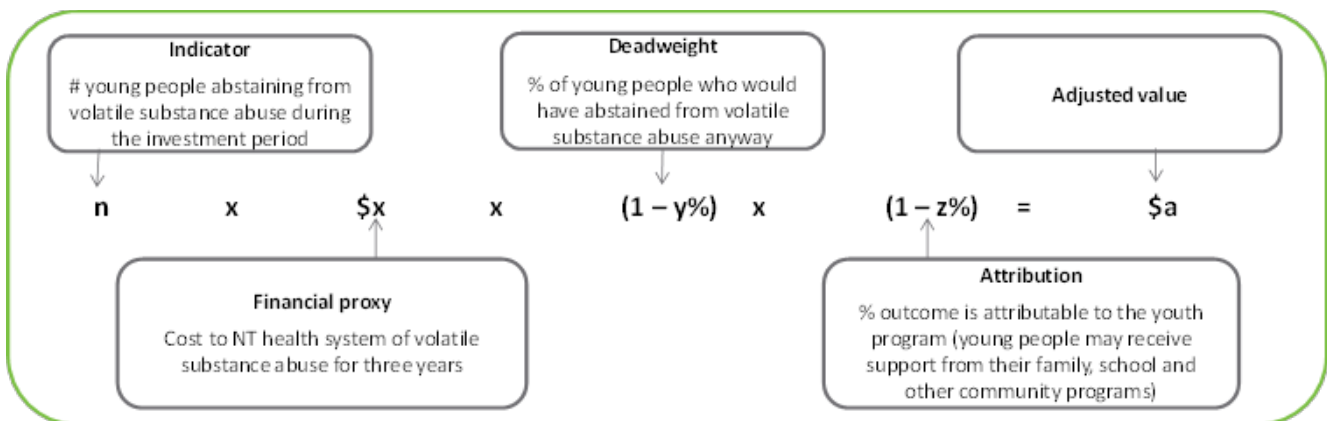 Indicator
# young people abstaining from
volatile substance abuse during
the investment period
Deadweight
% of young people who would
have abstained from volatile
substance abuse anyway
Adjusted value
n x $x x (1 – y%) x (1 – z%) = $a
Financial proxy
Cost to NT health system of volatile
substance abuse for three years
Attribution
% outcome is attributable to the youth
program (young people may receive
support from their family, school and
other community programs)